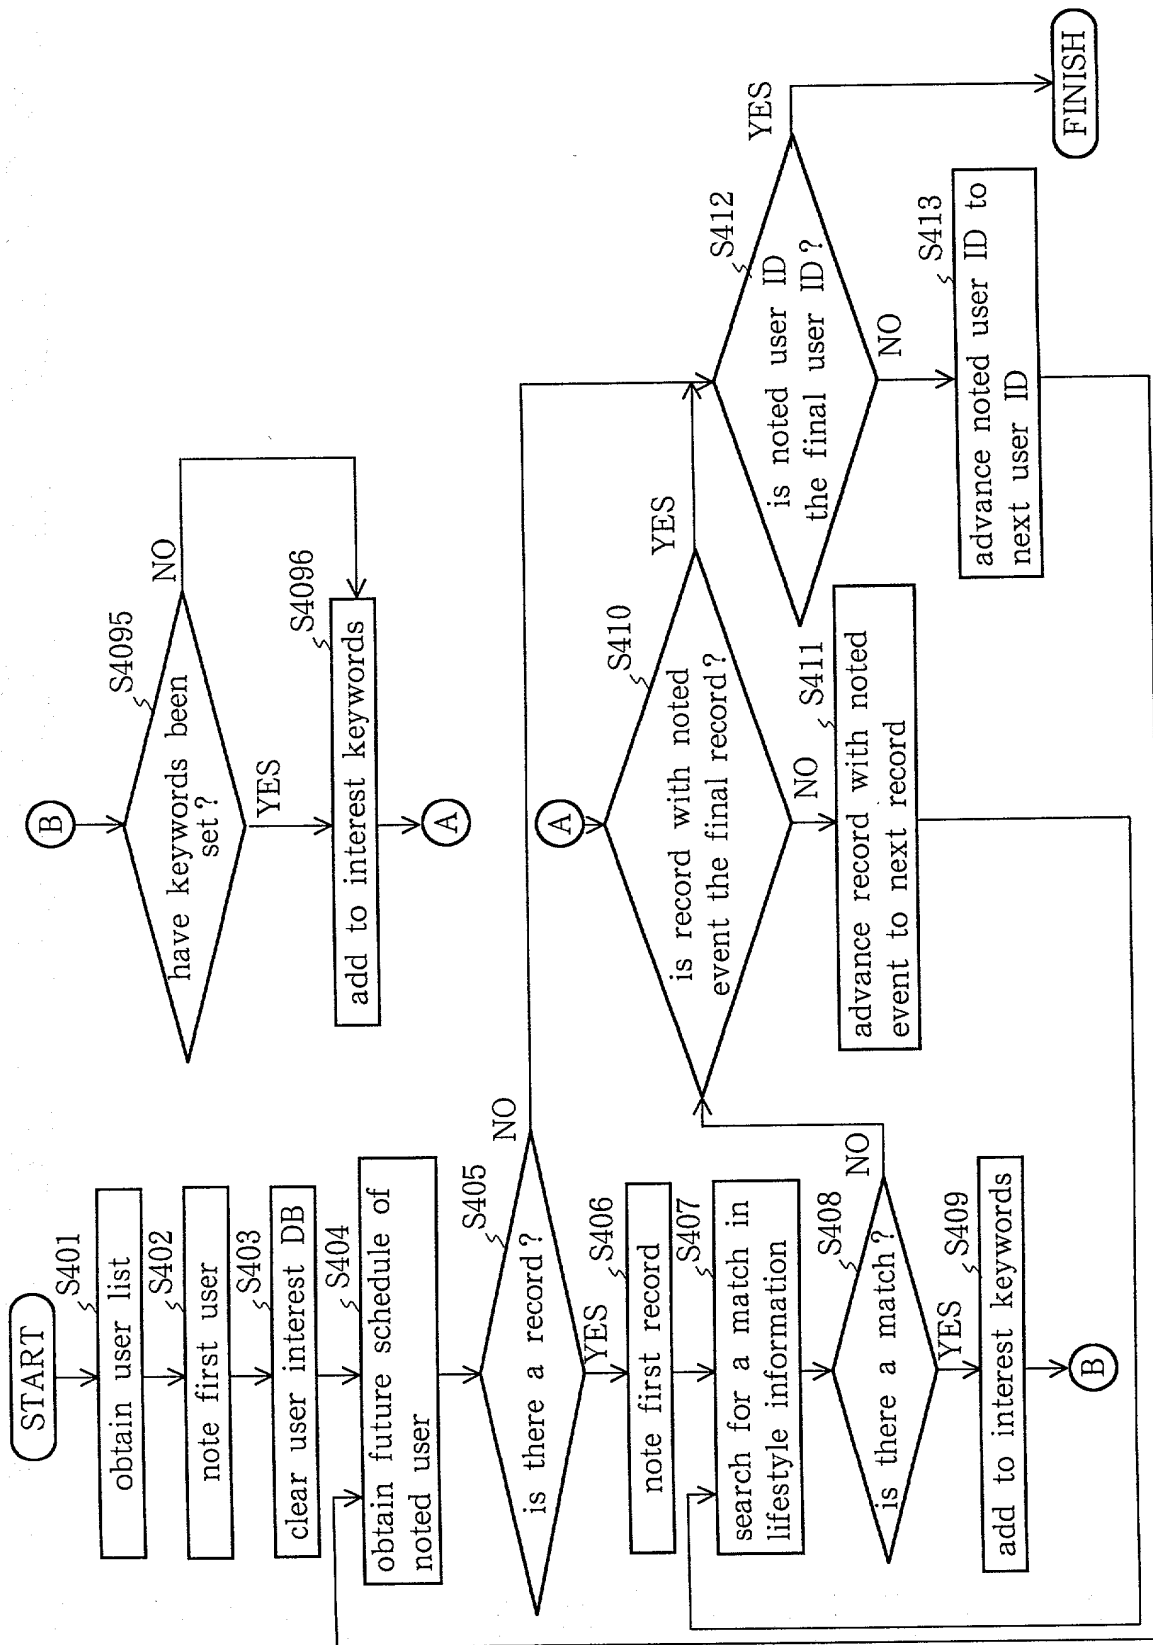 START
S401
obtain user list
S402
note first user
S403
clear user interest DB
S404
obtain future schedule of
noted user
S405
is there a record?
NO
YES
S406
note first record
S407
search for a match in
lifestyle information
S408
is there a match?
NO
YES
S409
add to interest keywords
B
B
S4095
have keywords been
set?
NO
YES
S4096
add to interest keywords
A
A
S410
is record with noted
event the final record?
YES
NO
S411
advance record with noted
event to next record
S412
is noted user ID
the final user ID?
YES
NO
S413
advance noted user ID to
next user ID
FINISH